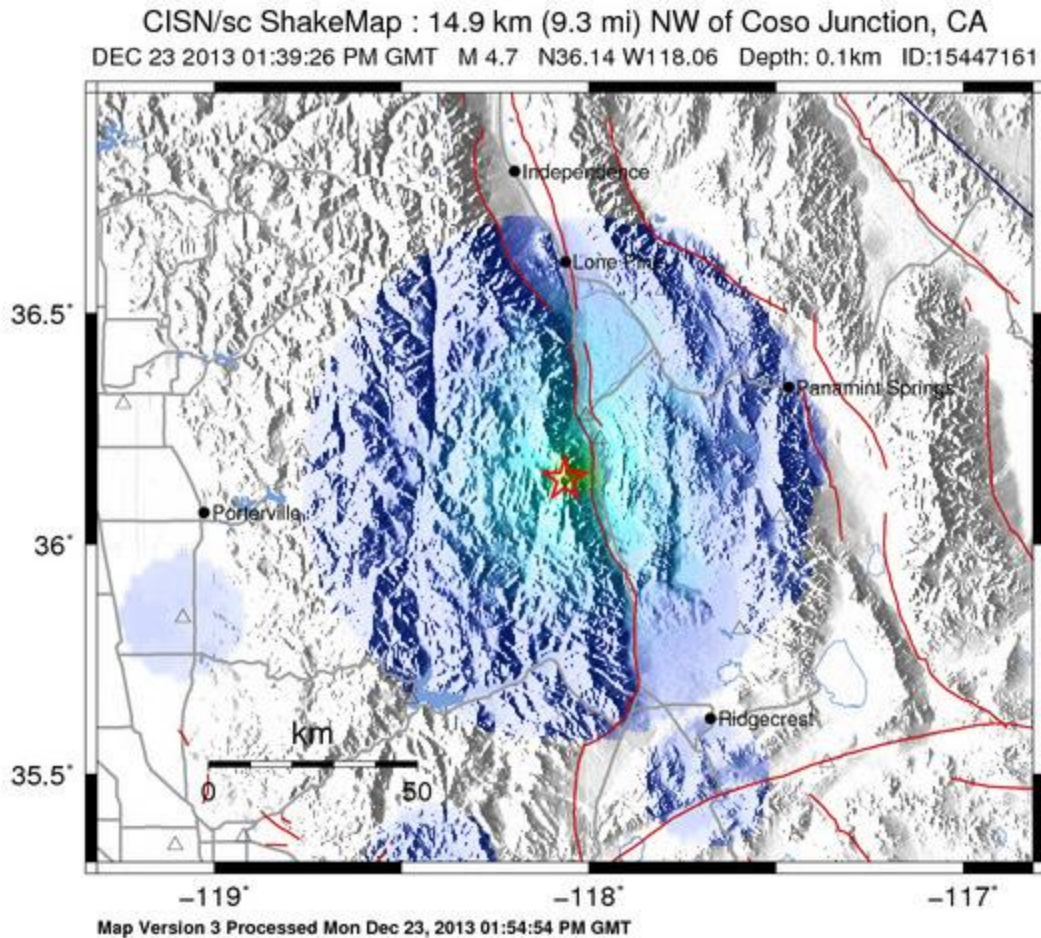 CISN/sc ShakeMap : 14.9 km (9.3 mi) NW of Coso Junction, CA
DEC 23 2013 01:39:26 PM GMT M 4.7 N36.14 W118.06 Depth: 0.1km ID:15447161
Independence
Lone Pine
36.5°
Panamint Springs
Porterville
36°
Ridgecrest
km
35.5°
0 50
-119° -118° -117°
Map Version 3 Processed Mon Dec 23, 2013 01:54:54 PM GMT